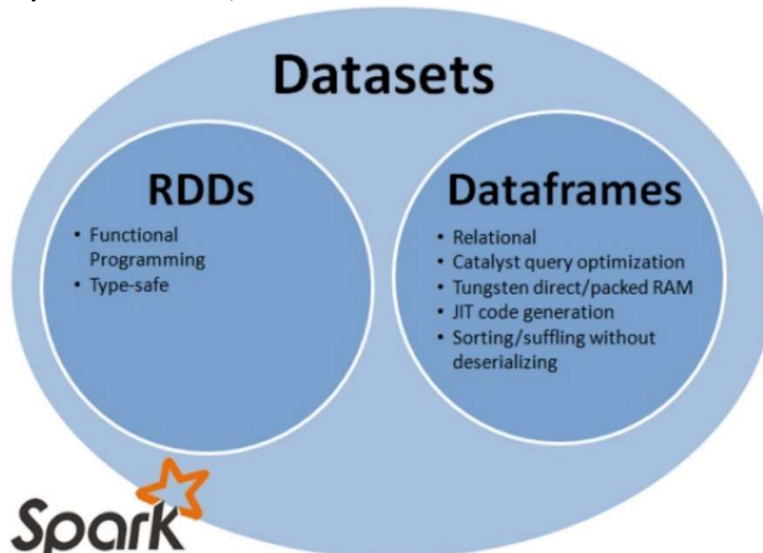 Datasets
RDDs
• Functional
Programming
• Type-safe
Dataframes
• Relational
• Catalyst query optimization
• Tungsten direct/packed RAM
• JIT code generation
• Sorting/suffling without
deserializing
Spark